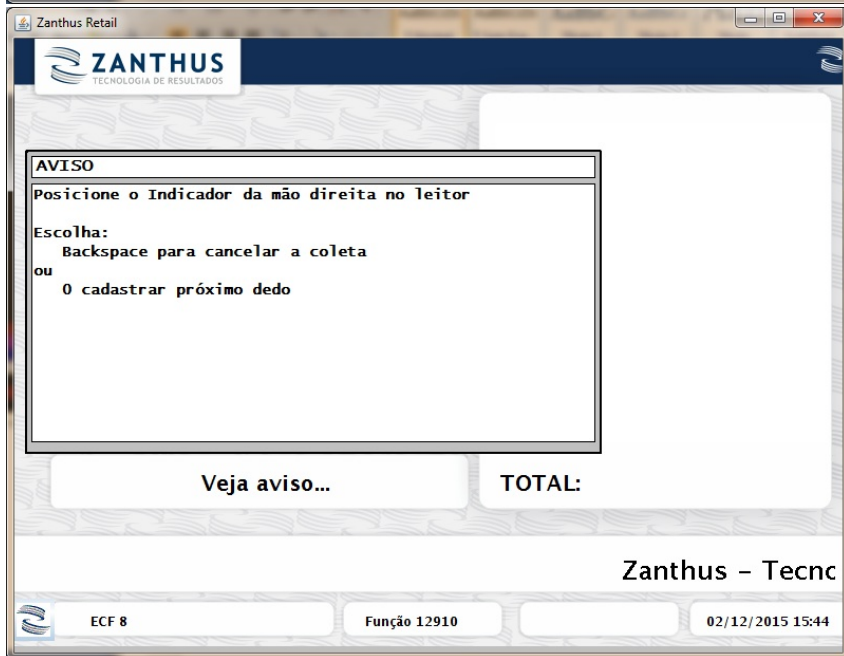 Zanthus Retail
ZANTHUS
TECNOLOGIA DE RESULTADOS
AVISO
Posicione o Indicador da mão direita no leitor
Escolha:
Backspace para cancelar a coleta
ou
0 cadastrar próximo dedo
Veja aviso...
TOTAL:
Zanthus - Tecnc
ECF 8
Função 12910
02/12/2015 15:44